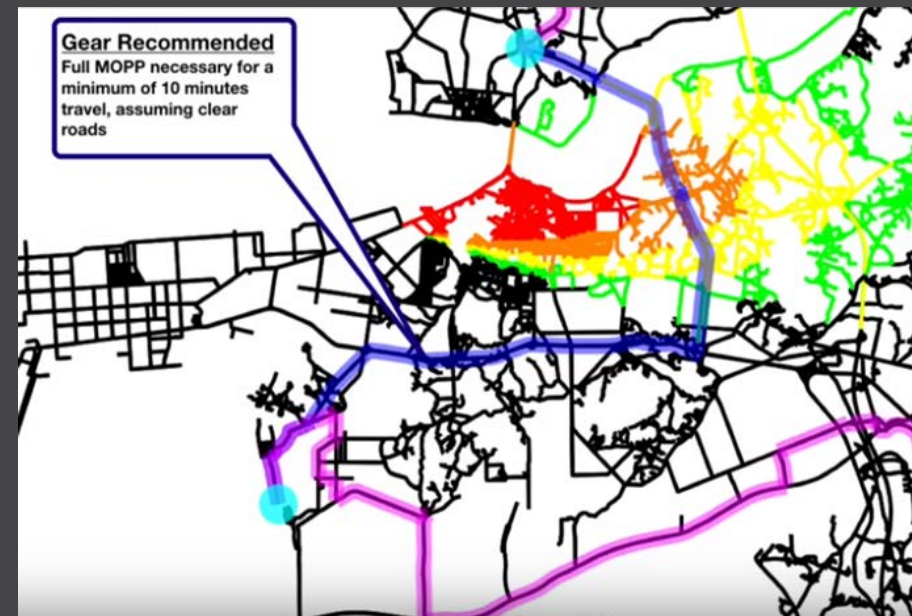 Gear Recommended
Full MOPP necessary for a
minimum of 10 minutes
travel, assuming clear
roads